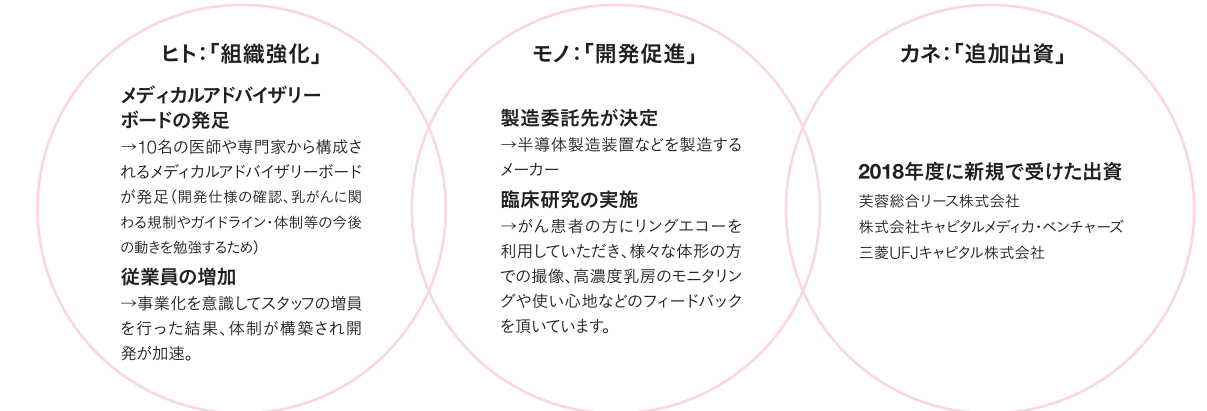 ヒト:「組織強化」
メディカルアドバイザリー
ボードの発足
→10名の医師や専門家から構成さ
れるメディカルアドバイザリーボード
が発足(開発仕様の確認、乳がんに関
わる規制やガイドライン・体制等の今後
の動きを勉強するため)
従業員の増加
→事業化を意識してスタッフの増員
を行った結果、体制が構築され開
発が加速。
モノ:「開発促進」
製造委託先が決定
→半導体製造装置などを製造する
メーカー
臨床研究の実施
→がん患者の方にリングエコーを
利用していただき、様々な体形の方
での撮像、高濃度乳房のモニタリン
グや使い心地などのフィードバック
を頂いています。
カネ:「追加出資」
2018年度に新規で受けた出資
芙蓉総合リース株式会社
株式会社キャピタルメディカ・ベンチャーズ
三菱UFJキャピタル株式会社